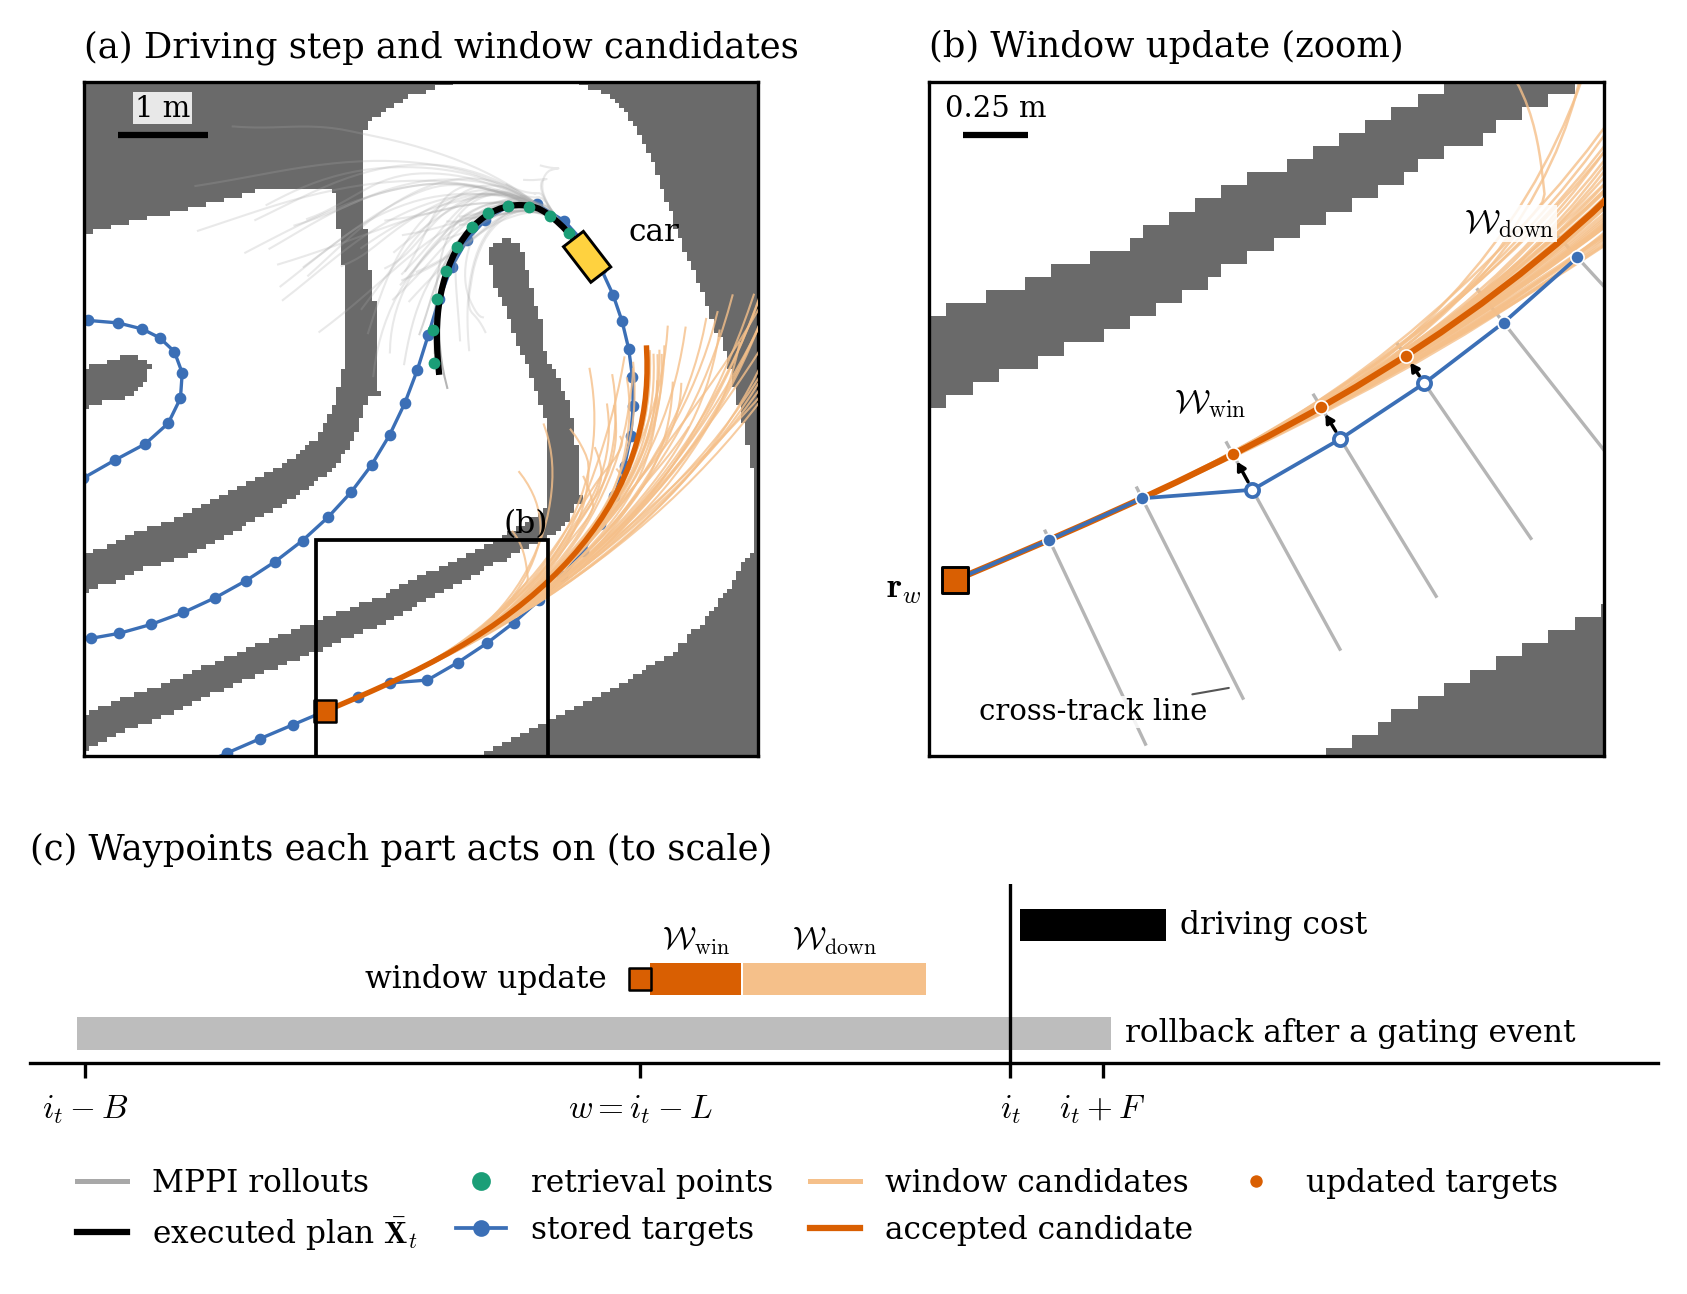 (a) Driving step and window candidates
1 m
car
(b)
(b) Window update (zoom)
0.25 m
𝒲down
𝒲win
r_w
cross-track line
(c) Waypoints each part acts on (to scale)
driving cost
𝒲win 𝒲down
window update
rollback after a gating event
i_t − B w = i_t − L i_t i_t + F
MPPI rollouts retrieval points window candidates updated targets
executed plan X̄_t stored targets accepted candidate